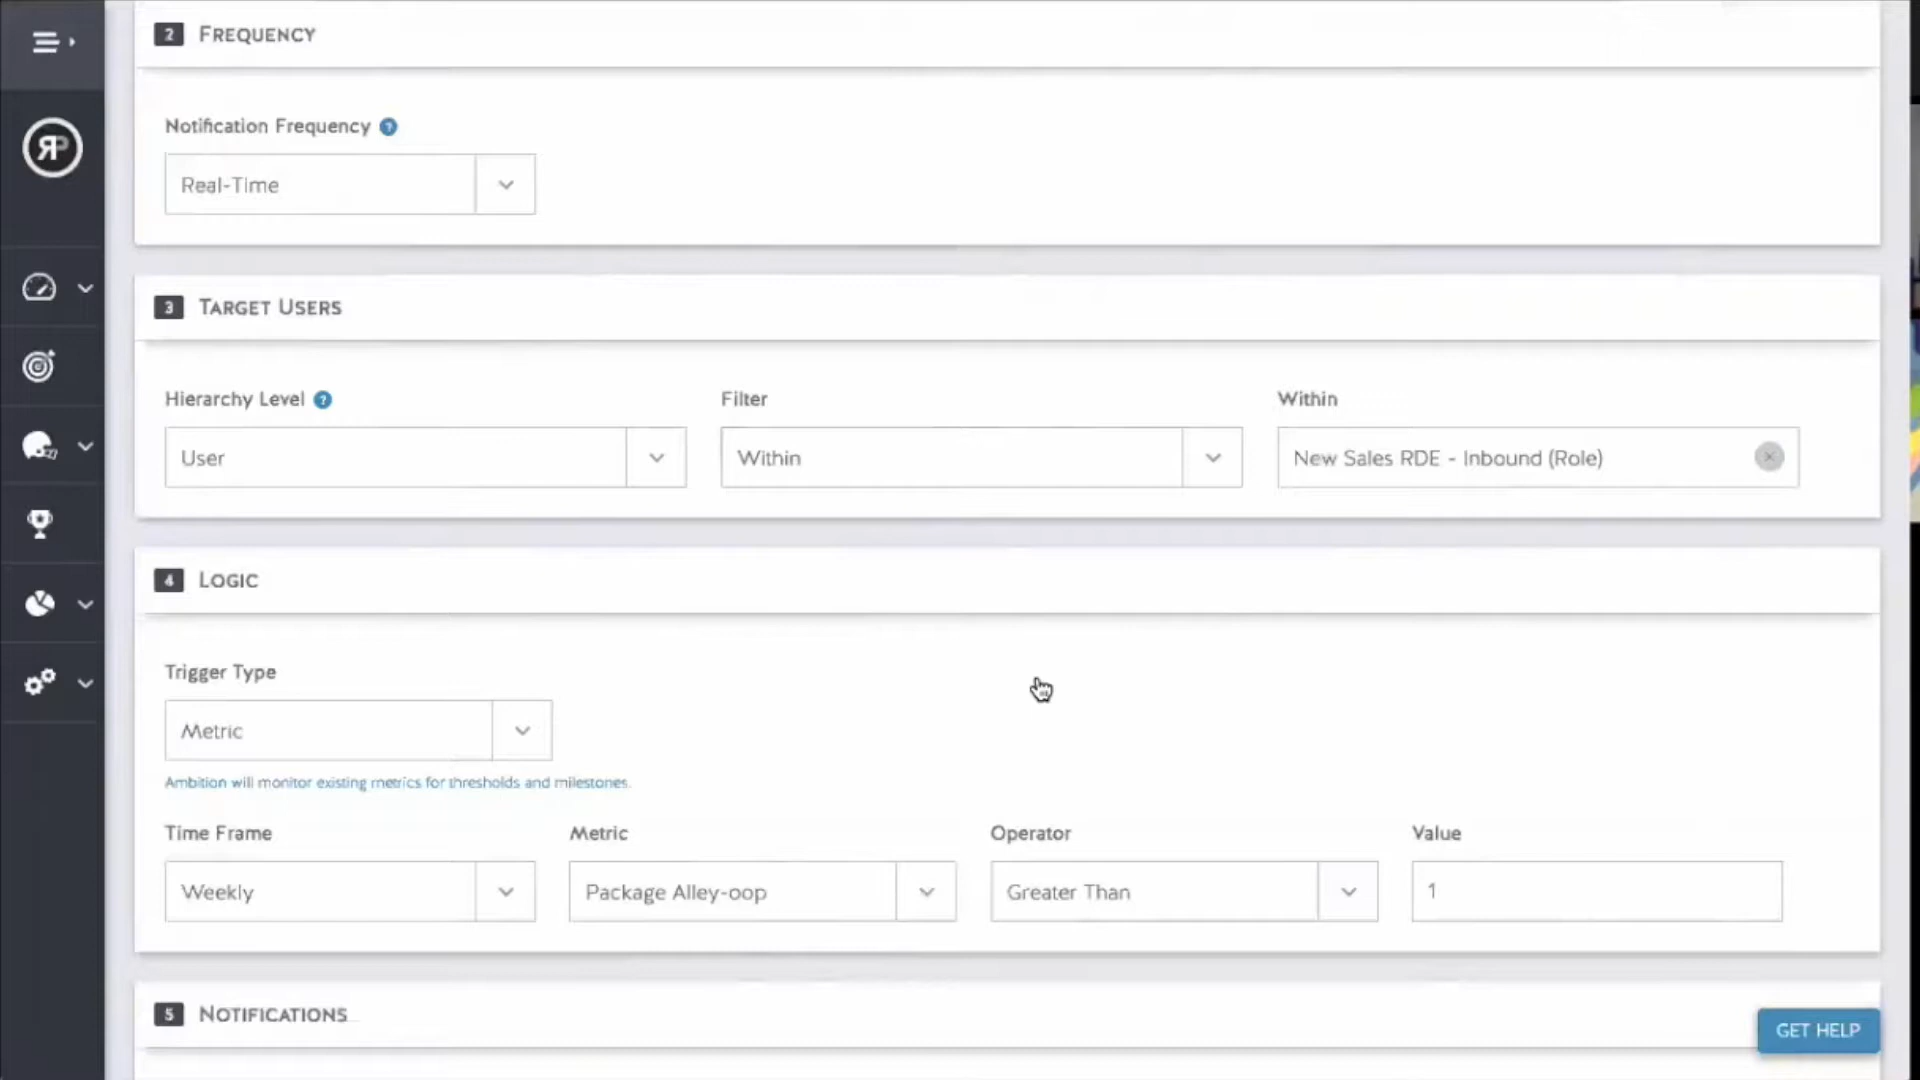 2 FREQUENCY
Notification Frequency ?
Real-Time
3 TARGET USERS
Hierarchy Level ? Filter Within
User Within New Sales RDE - Inbound (Role)
4 LOGIC
Trigger Type
Metric
Ambition will monitor existing metrics for thresholds and milestones.
Time Frame Metric Operator Value
Weekly Package Alley-oop Greater Than 1
5 NOTIFICATIONS
GET HELP
RP